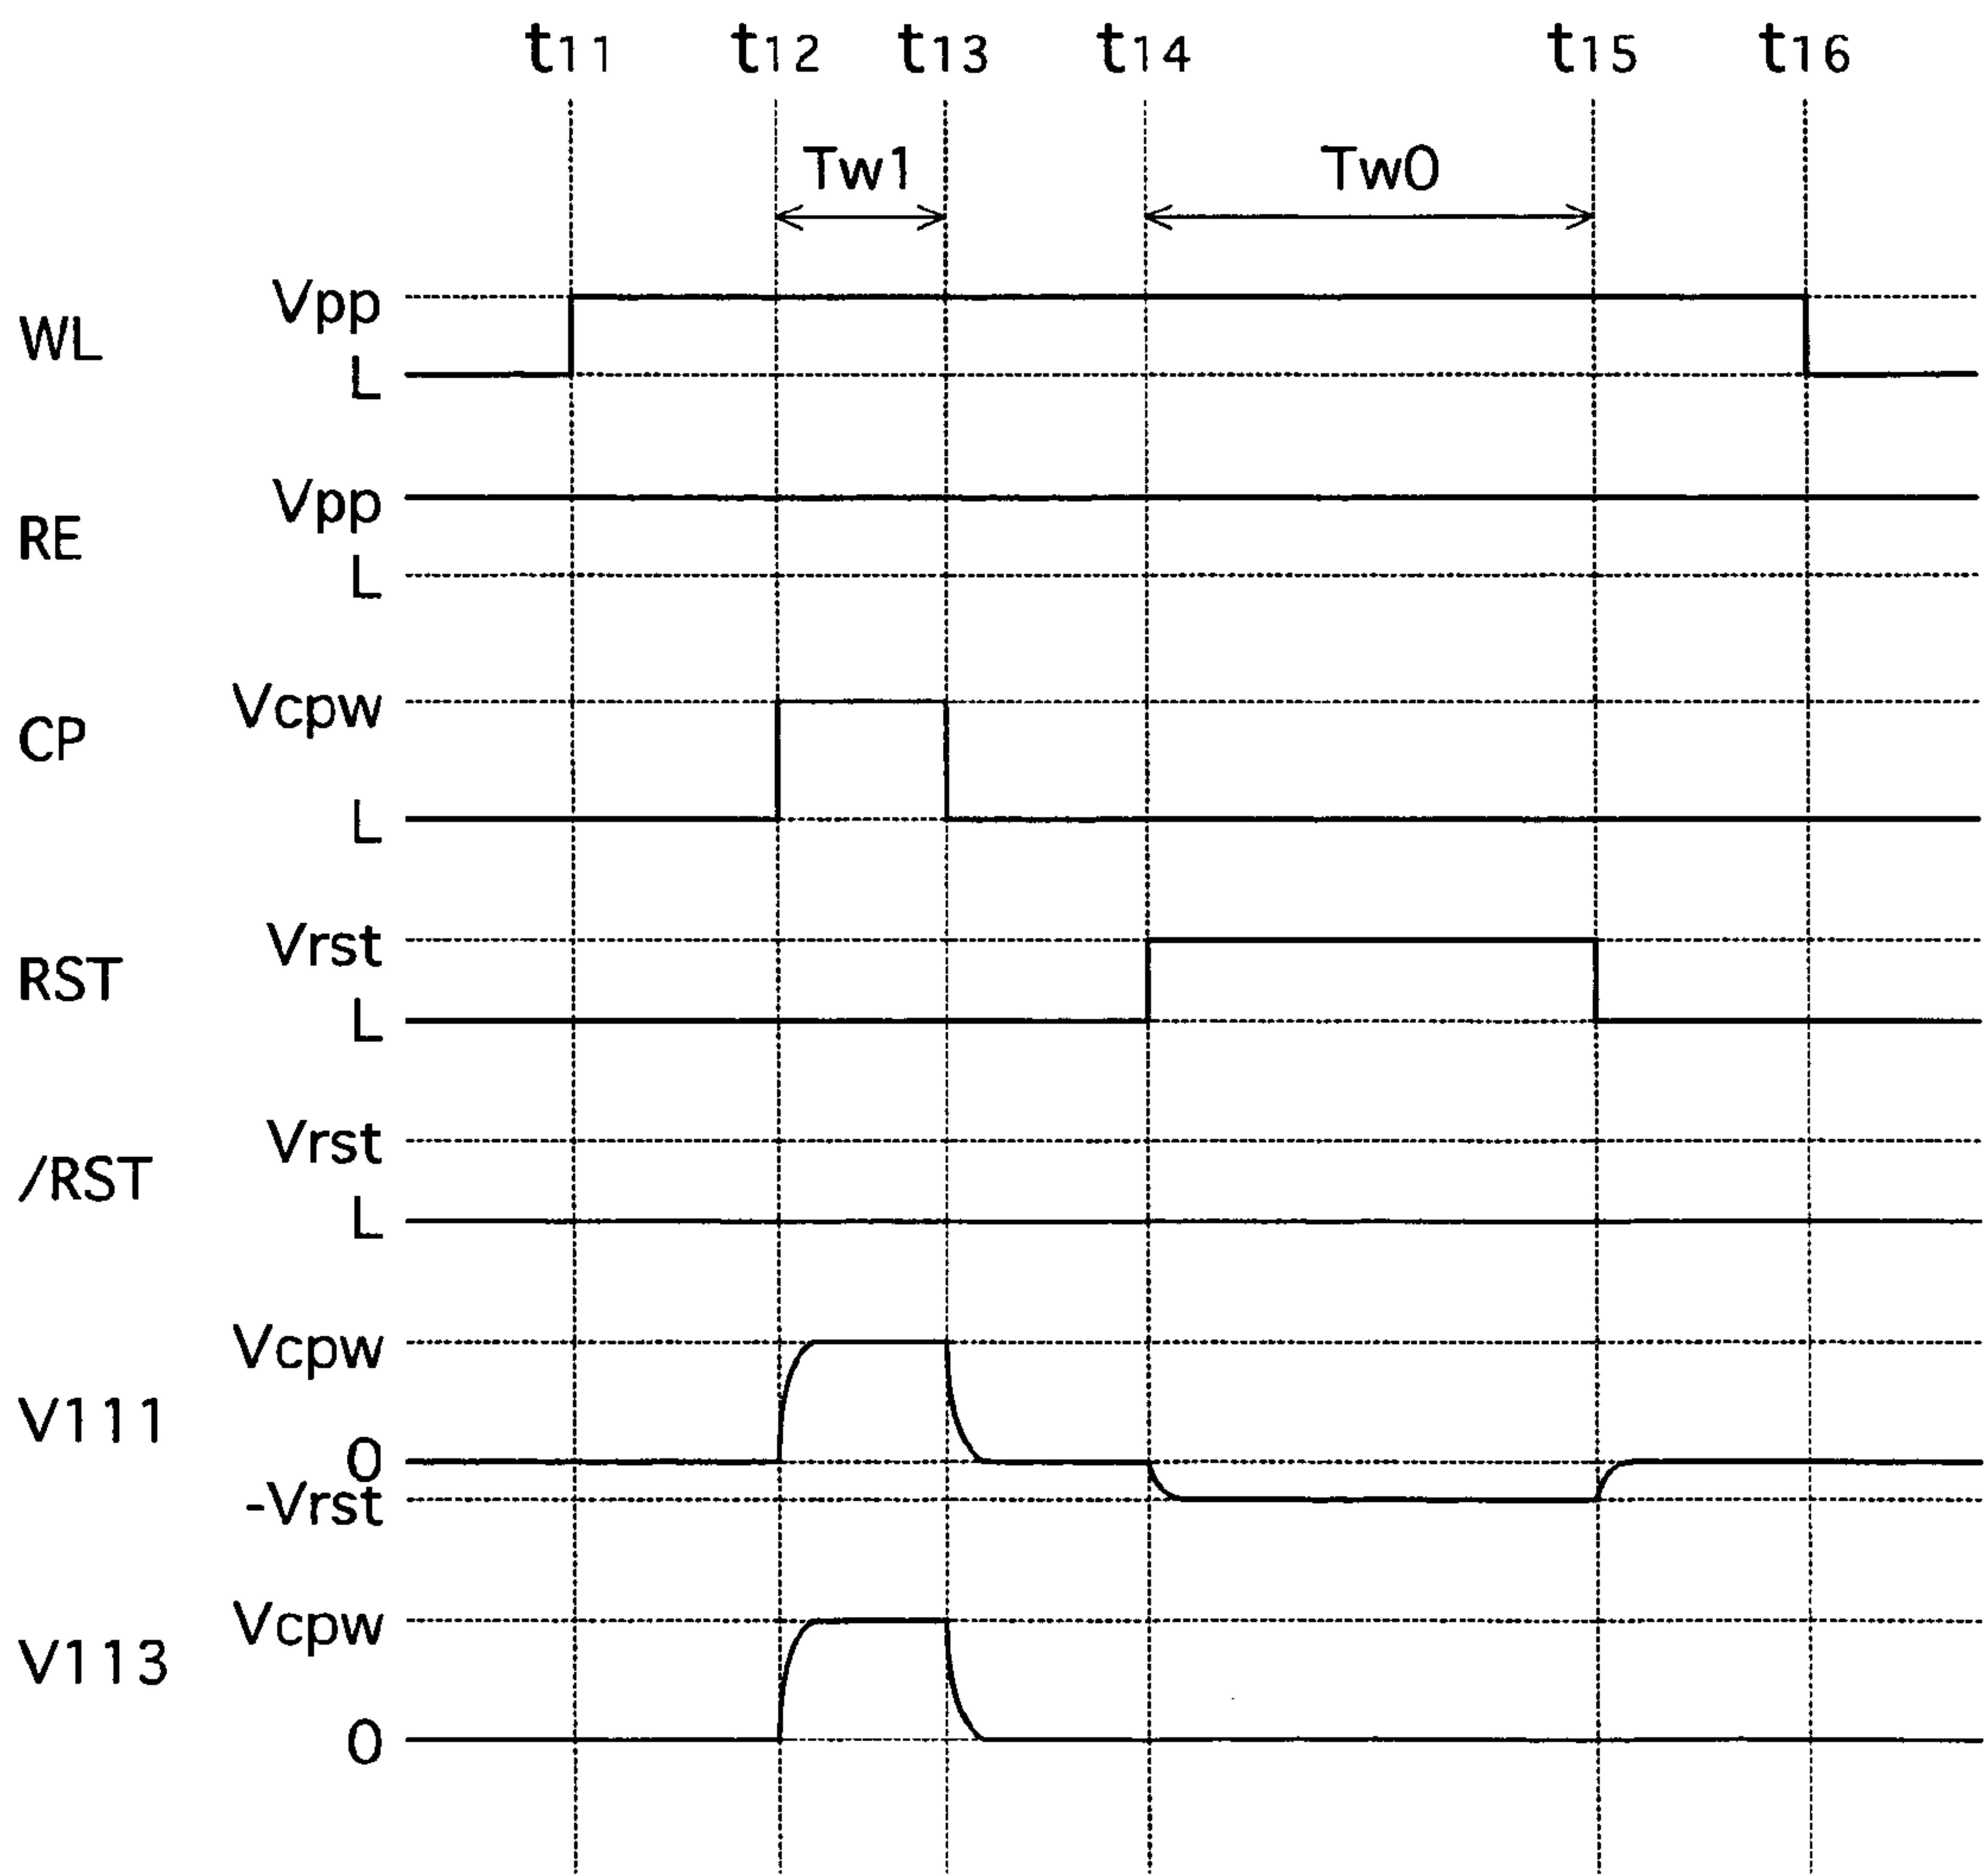 t11 t12 t13 t14 t15 t16
Tw1 Tw0
Vpp
WL
L
Vpp
RE
L
Vcpw
CP
L
Vrst
RST
L
Vrst
/RST
L
Vcpw
V111
0
-Vrst
Vcpw
V113
0